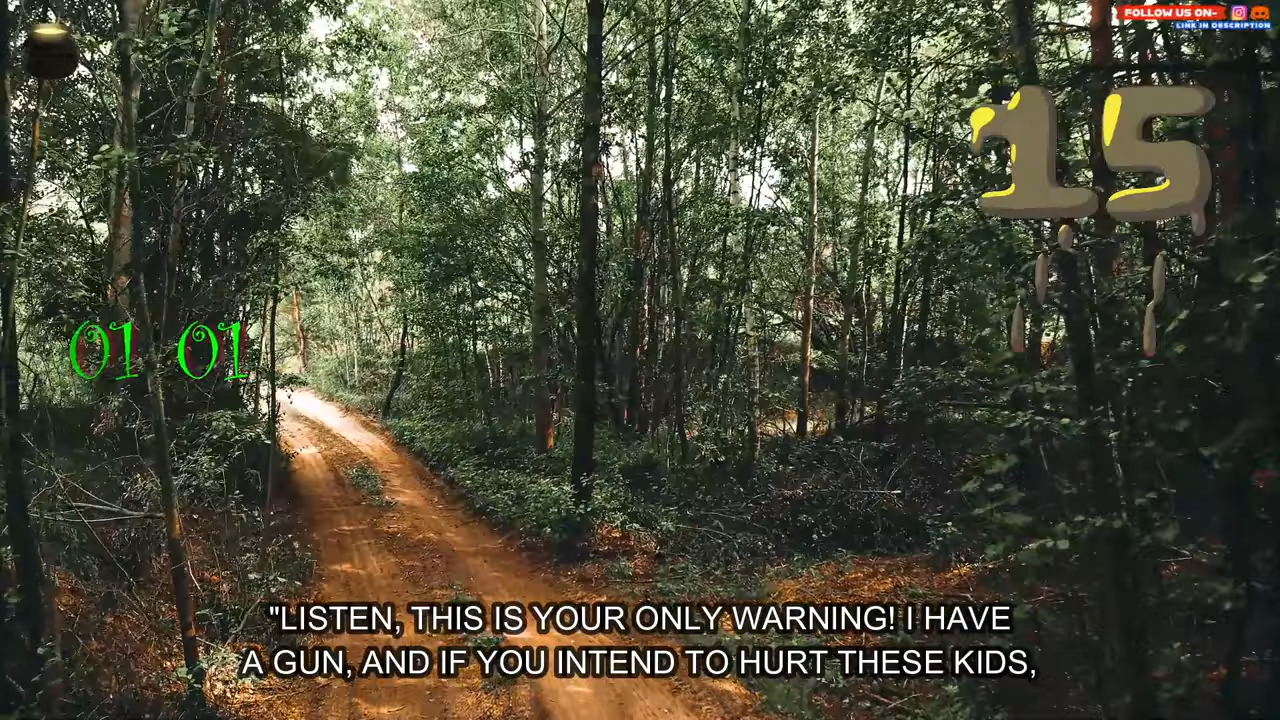 FOLLOW US ON-
LINK IN DESCRIPTION
15
01 01
"LISTEN, THIS IS YOUR ONLY WARNING! I HAVE
A GUN, AND IF YOU INTEND TO HURT THESE KIDS,